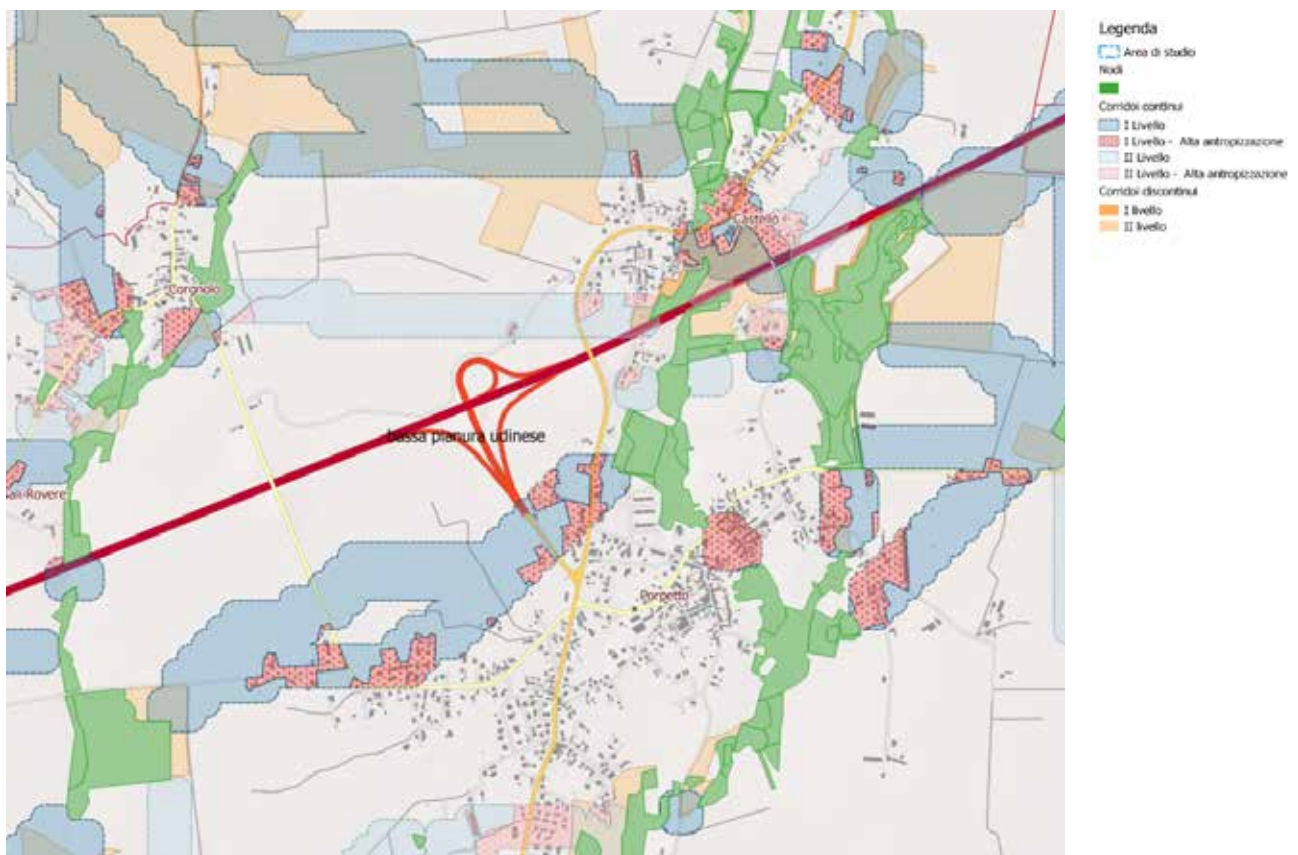 Castello
Corgnolo
bassa pianura udinese
Porpetto
Legenda
Area di studio
Nodi
Corridoi continui
I Livello
I Livello - Alta antropizzazione
II Livello
II Livello - Alta antropizzazione
Corridoi discontinui
I livello
II livello